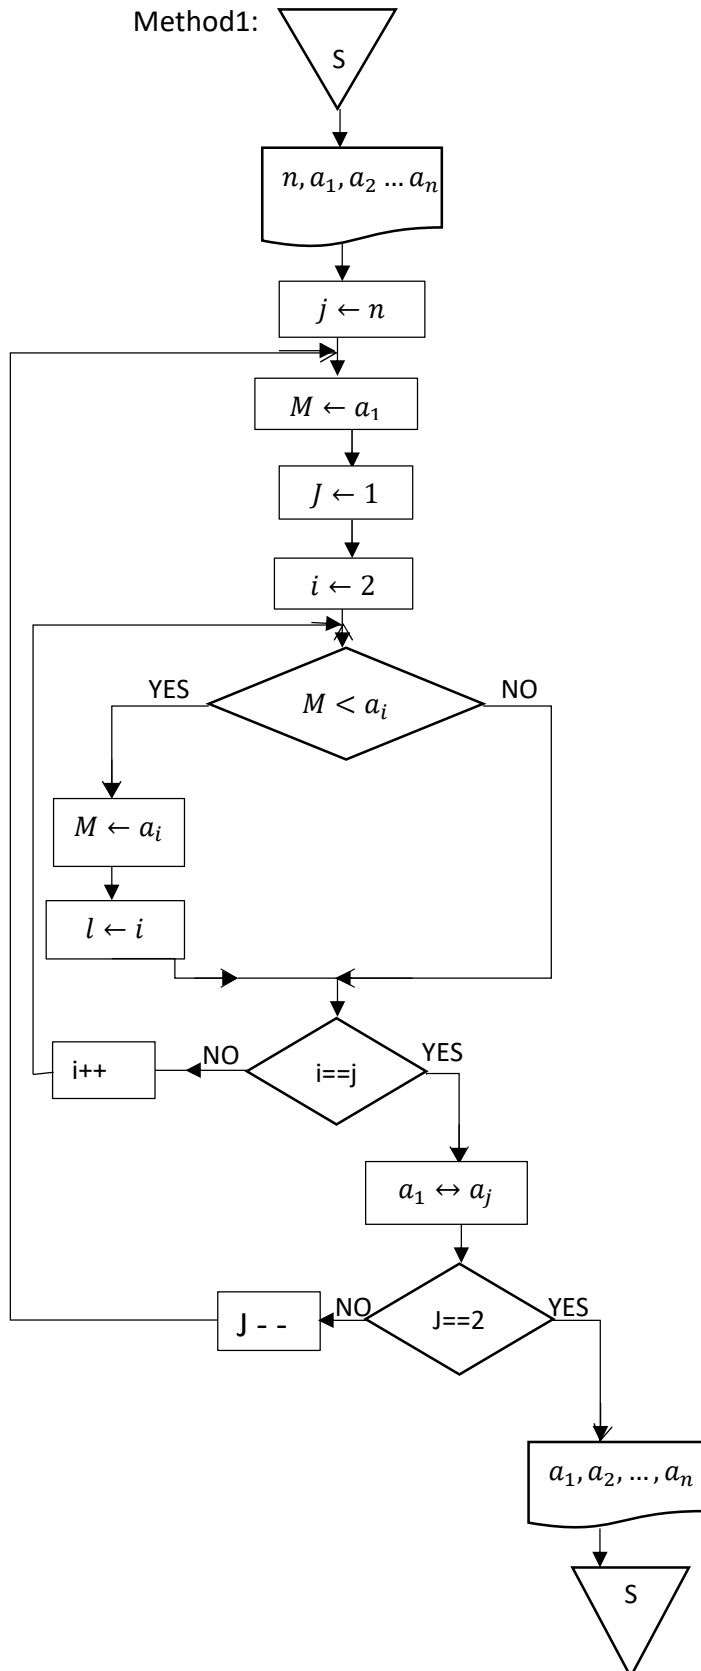 Method1:
S
n, a₁, a₂ … aₙ
j ← n
M ← a₁
J ← 1
i ← 2
YES
M < aᵢ
NO
M ← aᵢ
l ← i
i++
NO
i==j
YES
a₁ ↔ aⱼ
J - -
NO
J==2
YES
a₁, a₂, … , aₙ
S